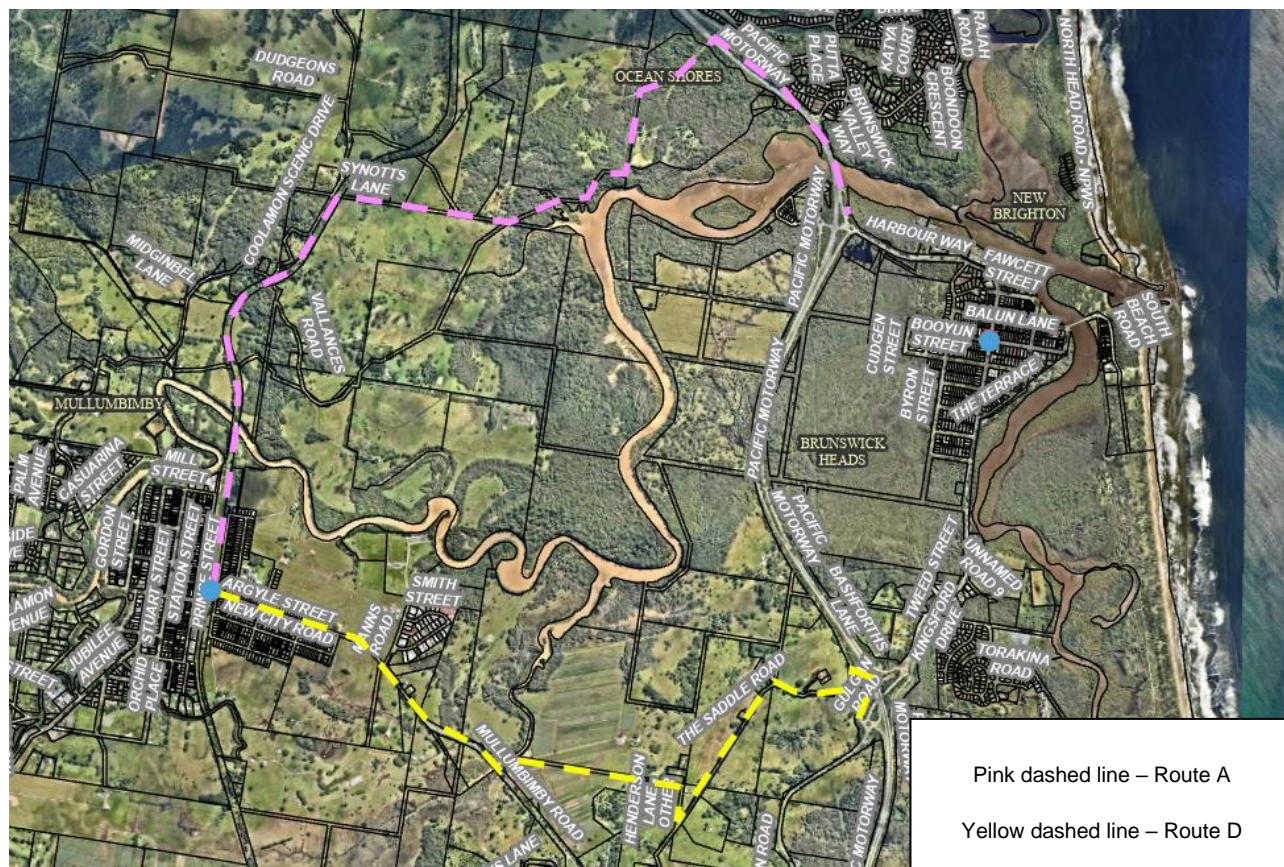 DUDGEONS
ROAD
PACIFIC
MOTORWAY
PUTTA
PLACE
KATYA
COURT
RAJAH
ROAD
BOONDOON
CRESCENT
NORTH HEAD ROAD - NPWS
OCEAN SHORES
BRUNSWICK
VALLEY
WAY
COOLAMON SCENIC DRIVE
SYNOTTS
LANE
MIDGINBEL
LANE
VALLANCES
ROAD
PACIFIC MOTORWAY
NEW
BRIGHTON
HARBOUR WAY
FAWCETT
STREET
SOUTH
BEACH
ROAD
BALUN LANE
BOOYUN
STREET
CUDGEN
STREET
BYRON
STREET
THE TERRACE
MULLUMBIMBY
PALM
AVENUE
CASUARINA
STREET
MILL
STREET
GORDON
STREET
STUART STREET
STATION STREET
PRINCE STREET
BRUNSWICK
HEADS
PACIFIC MOTORWAY
PACIFIC
MOTORWAY
BASHFORTHS
LANE
TWEED STREET
UNNAMED
ROAD 9
KINGSFORD
DRIVE
TORAKINA
ROAD
ARGYLE STREET
NEW CITY ROAD
MANNS
ROAD
SMITH
STREET
JUBILEE
AVENUE
ORCHID
PLACE
STREET
THE SADDLE ROAD
GULGAN
ROAD
MULLUMBIMBY ROAD
HENDERSON
LANE
OTHER
MOTORWAY
Pink dashed line – Route A
Yellow dashed line – Route D